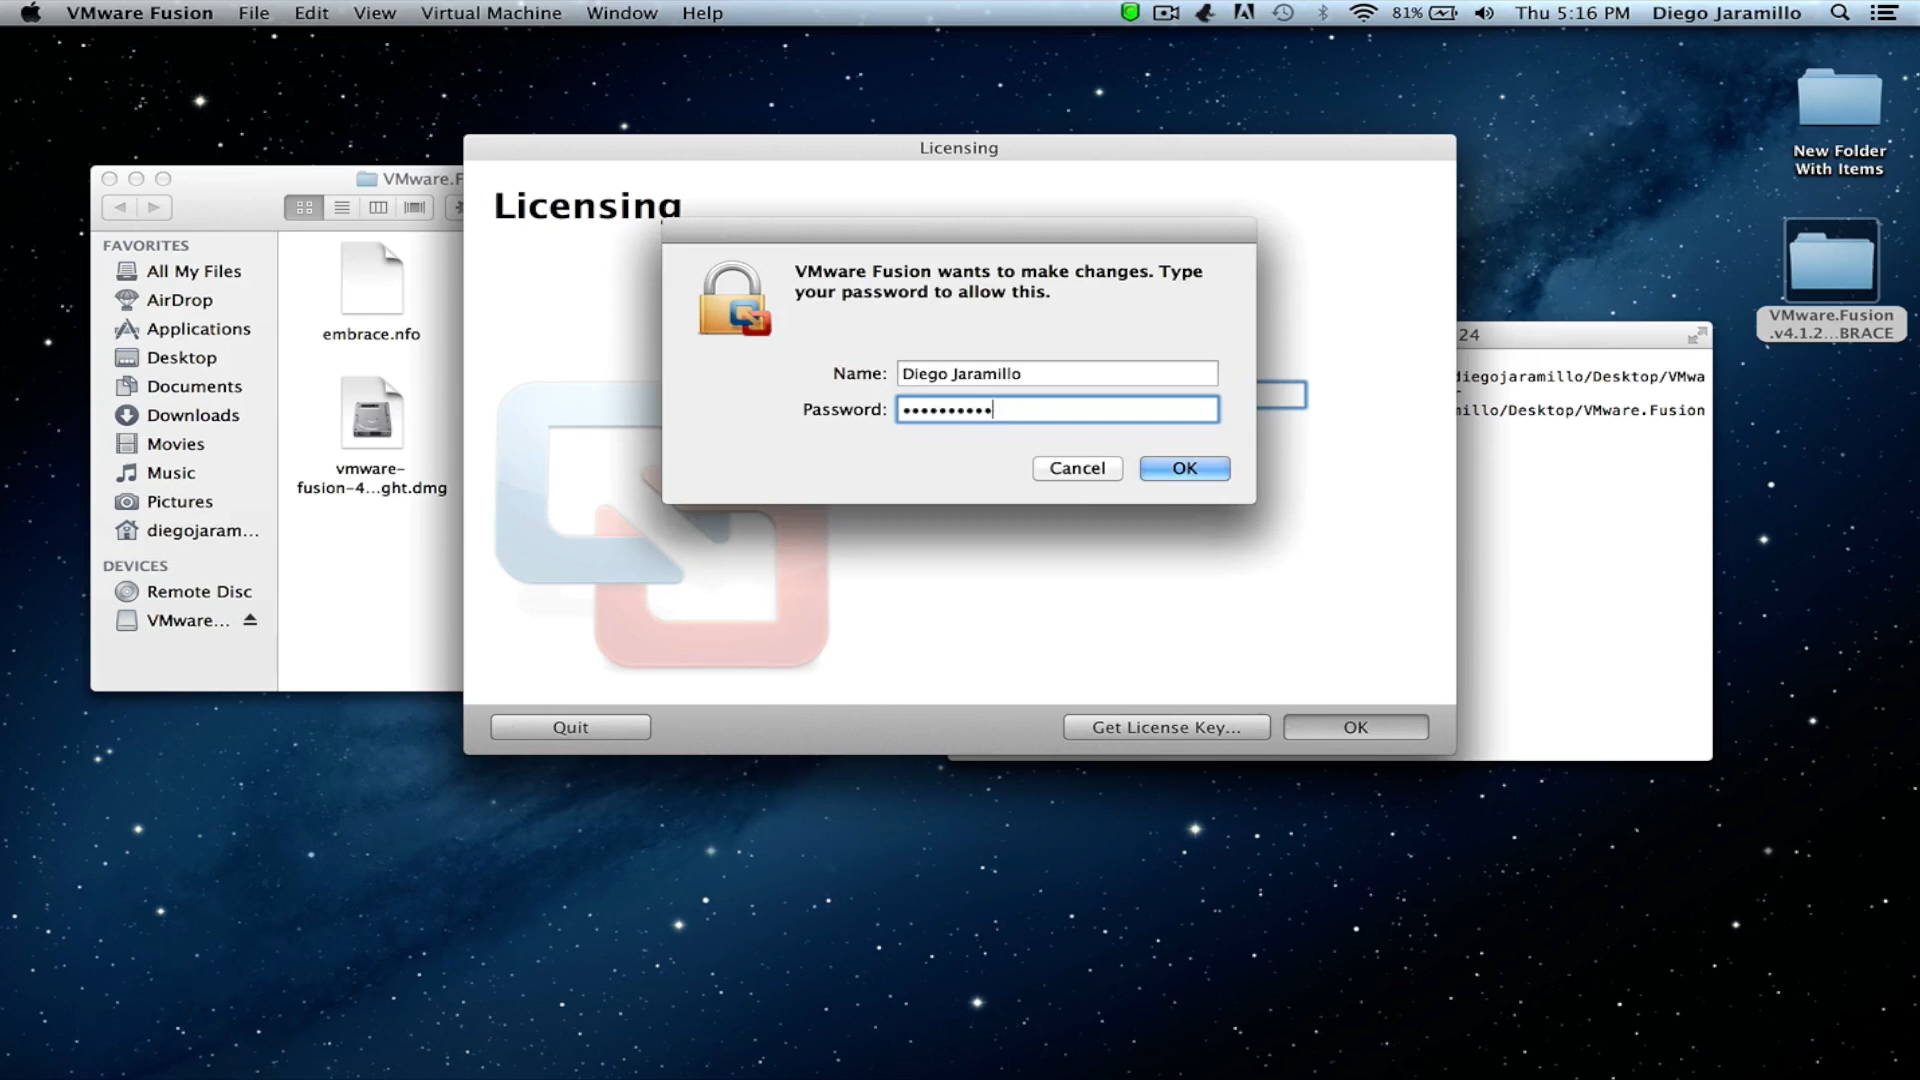 VMware Fusion File Edit View Virtual Machine Window Help 81% Thu 5:16 PM Diego Jaramillo
New Folder
With Items
VMware.Fusion
.v4.1.2...BRACE
VMware.F
FAVORITES
All My Files
AirDrop
Applications
Desktop
Documents
Downloads
Movies
Music
Pictures
diegojaram...
DEVICES
Remote Disc
VMware...
embrace.nfo
vmware-
fusion-4...ght.dmg
Licensing
Licensing
VMware Fusion wants to make changes. Type
your password to allow this.
Name: Diego Jaramillo
Password: ••••••••••
Cancel OK
Quit Get License Key... OK
24
diegojaramillo/Desktop/VMwa
millo/Desktop/VMware.Fusion